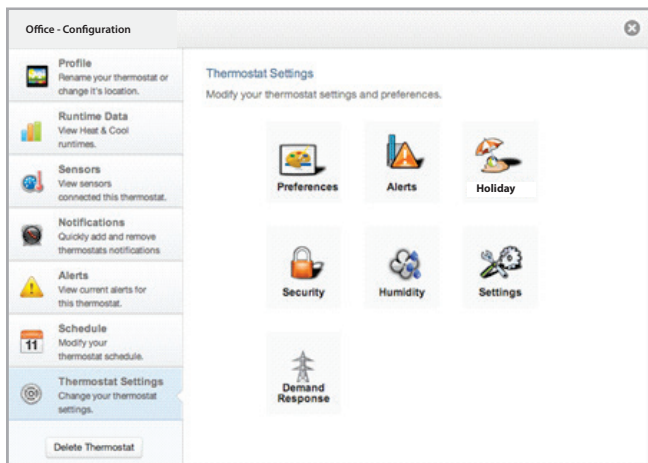 Office - Configuration
Profile
Rename your thermostat or
change it's location.
Runtime Data
View Heat & Cool
runtimes.
Sensors
View sensors
connected this thermostat.
Notifications
Quickly add and remove
thermostats notifications
Alerts
View current alerts for
this thermostat.
11
Schedule
Modify your
thermostat schedule.
Thermostat Settings
Change your thermostat
settings.
Delete Thermostat
Thermostat Settings
Modify your thermostat settings and preferences.
Preferences
Alerts
Holiday
Security
Humidity
Settings
Demand
Response